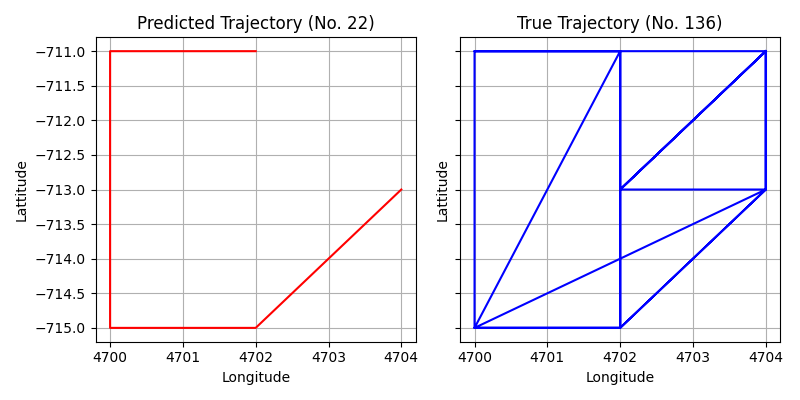 Predicted Trajectory (No. 22)
−711.0
−711.5
−712.0
−712.5
−713.0
−713.5
−714.0
−714.5
−715.0
Lattitude
4700 4701 4702 4703 4704
Longitude
True Trajectory (No. 136)
Lattitude
4700 4701 4702 4703 4704
Longitude